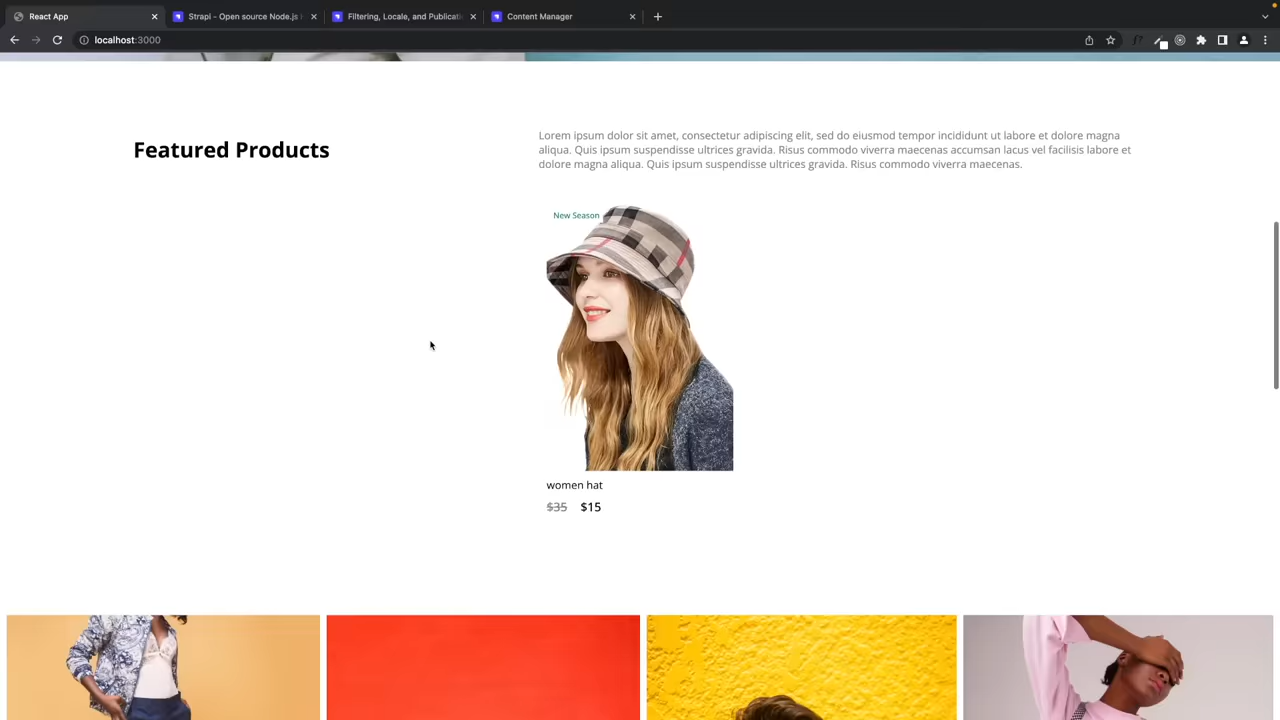 React App
Strapi - Open source Node.js
Filtering, Locale, and Publicati
Content Manager
localhost:3000
Featured Products
Lorem ipsum dolor sit amet, consectetur adipiscing elit, sed do eiusmod tempor incididunt ut labore et dolore magna
aliqua. Quis ipsum suspendisse ultrices gravida. Risus commodo viverra maecenas accumsan lacus vel facilisis labore et
dolore magna aliqua. Quis ipsum suspendisse ultrices gravida. Risus commodo viverra maecenas.
New Season
women hat
$35 $15